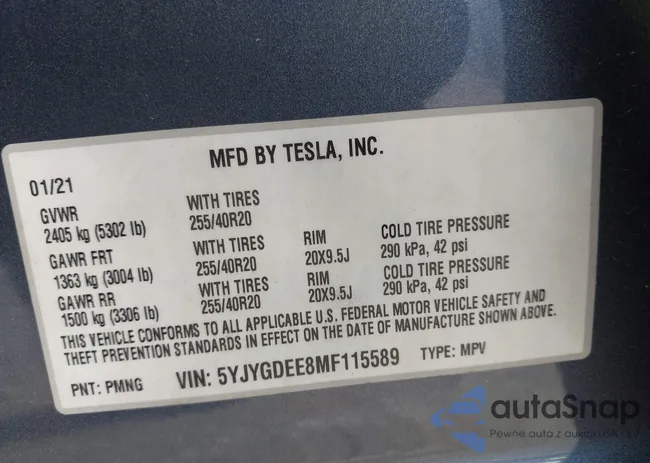 MFD BY TESLA, INC.
01/21
GVWR WITH TIRES
2405 kg (5302 lb) 255/40R20
GAWR FRT WITH TIRES RIM COLD TIRE PRESSURE
1363 kg (3004 lb) 255/40R20 20X9.5J 290 kPa, 42 psi
GAWR RR WITH TIRES RIM COLD TIRE PRESSURE
1500 kg (3306 lb) 255/40R20 20X9.5J 290 kPa, 42 psi
THIS VEHICLE CONFORMS TO ALL APPLICABLE U.S. FEDERAL MOTOR VEHICLE SAFETY AND
THEFT PREVENTION STANDARDS IN EFFECT ON THE DATE OF MANUFACTURE SHOWN ABOVE.
PNT: PMNG VIN: 5YJYGDEE8MF115589 TYPE: MPV
autaSnap
Pewne auta z aukcji USA